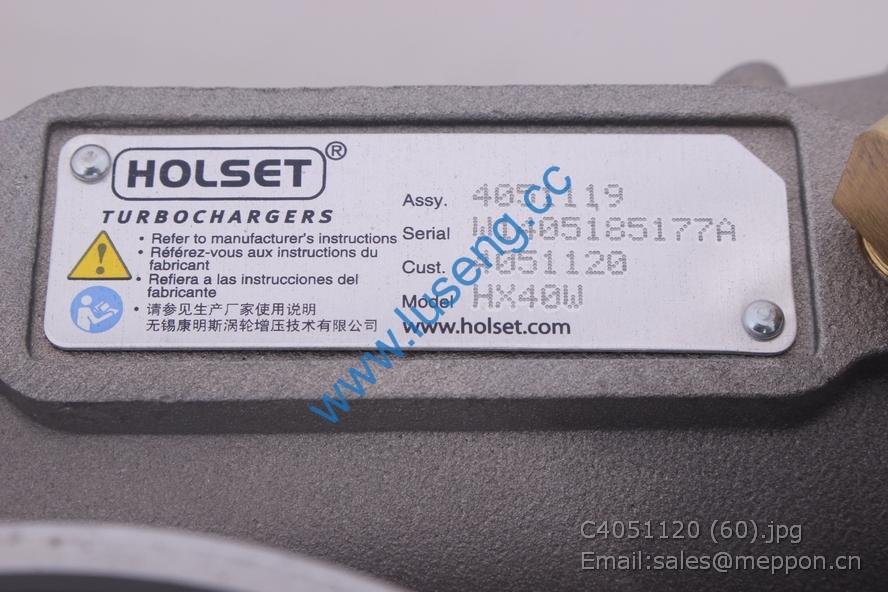 HOLSET®
TURBOCHARGERS
• Refer to manufacturer's instructions
• Référez-vous aux instructions du
fabricant
• Refiera a las instrucciones del
fabricante
• 请参见生产厂家使用说明
无锡康明斯涡轮增压技术有限公司
Assy.
Serial
Cust. 4051120
Model HX40W
www.holset.com
www.luseng.cc
C4051120 (60).jpg
Email:sales@meppon.cn